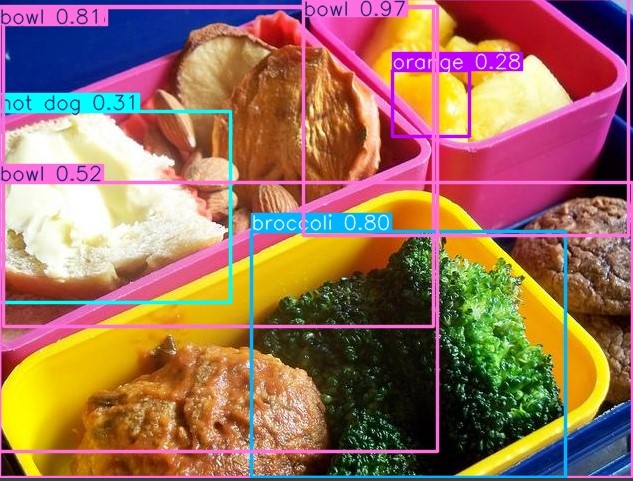 bowl 0.81
bowl 0.97
orange 0.28
hot dog 0.31
bowl 0.52
broccoli 0.80